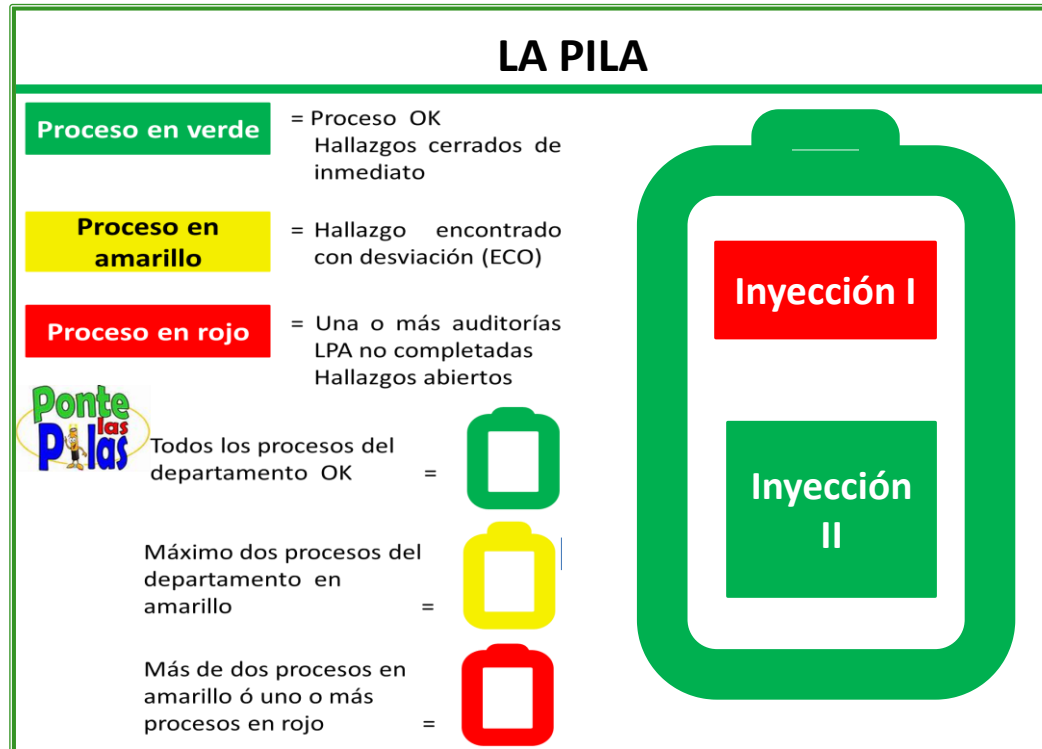 LA PILA
Proceso en verde
= Proceso OK
Hallazgos cerrados de
inmediato
Proceso en
amarillo
= Hallazgo encontrado
con desviación (ECO)
Proceso en rojo
= Una o más auditorías
LPA no completadas
Hallazgos abiertos
Ponte
las
Pilas
Todos los procesos del
departamento OK =
Máximo dos procesos del
departamento en
amarillo =
Más de dos procesos en
amarillo ó uno o más
procesos en rojo =
Inyección I
Inyección
II